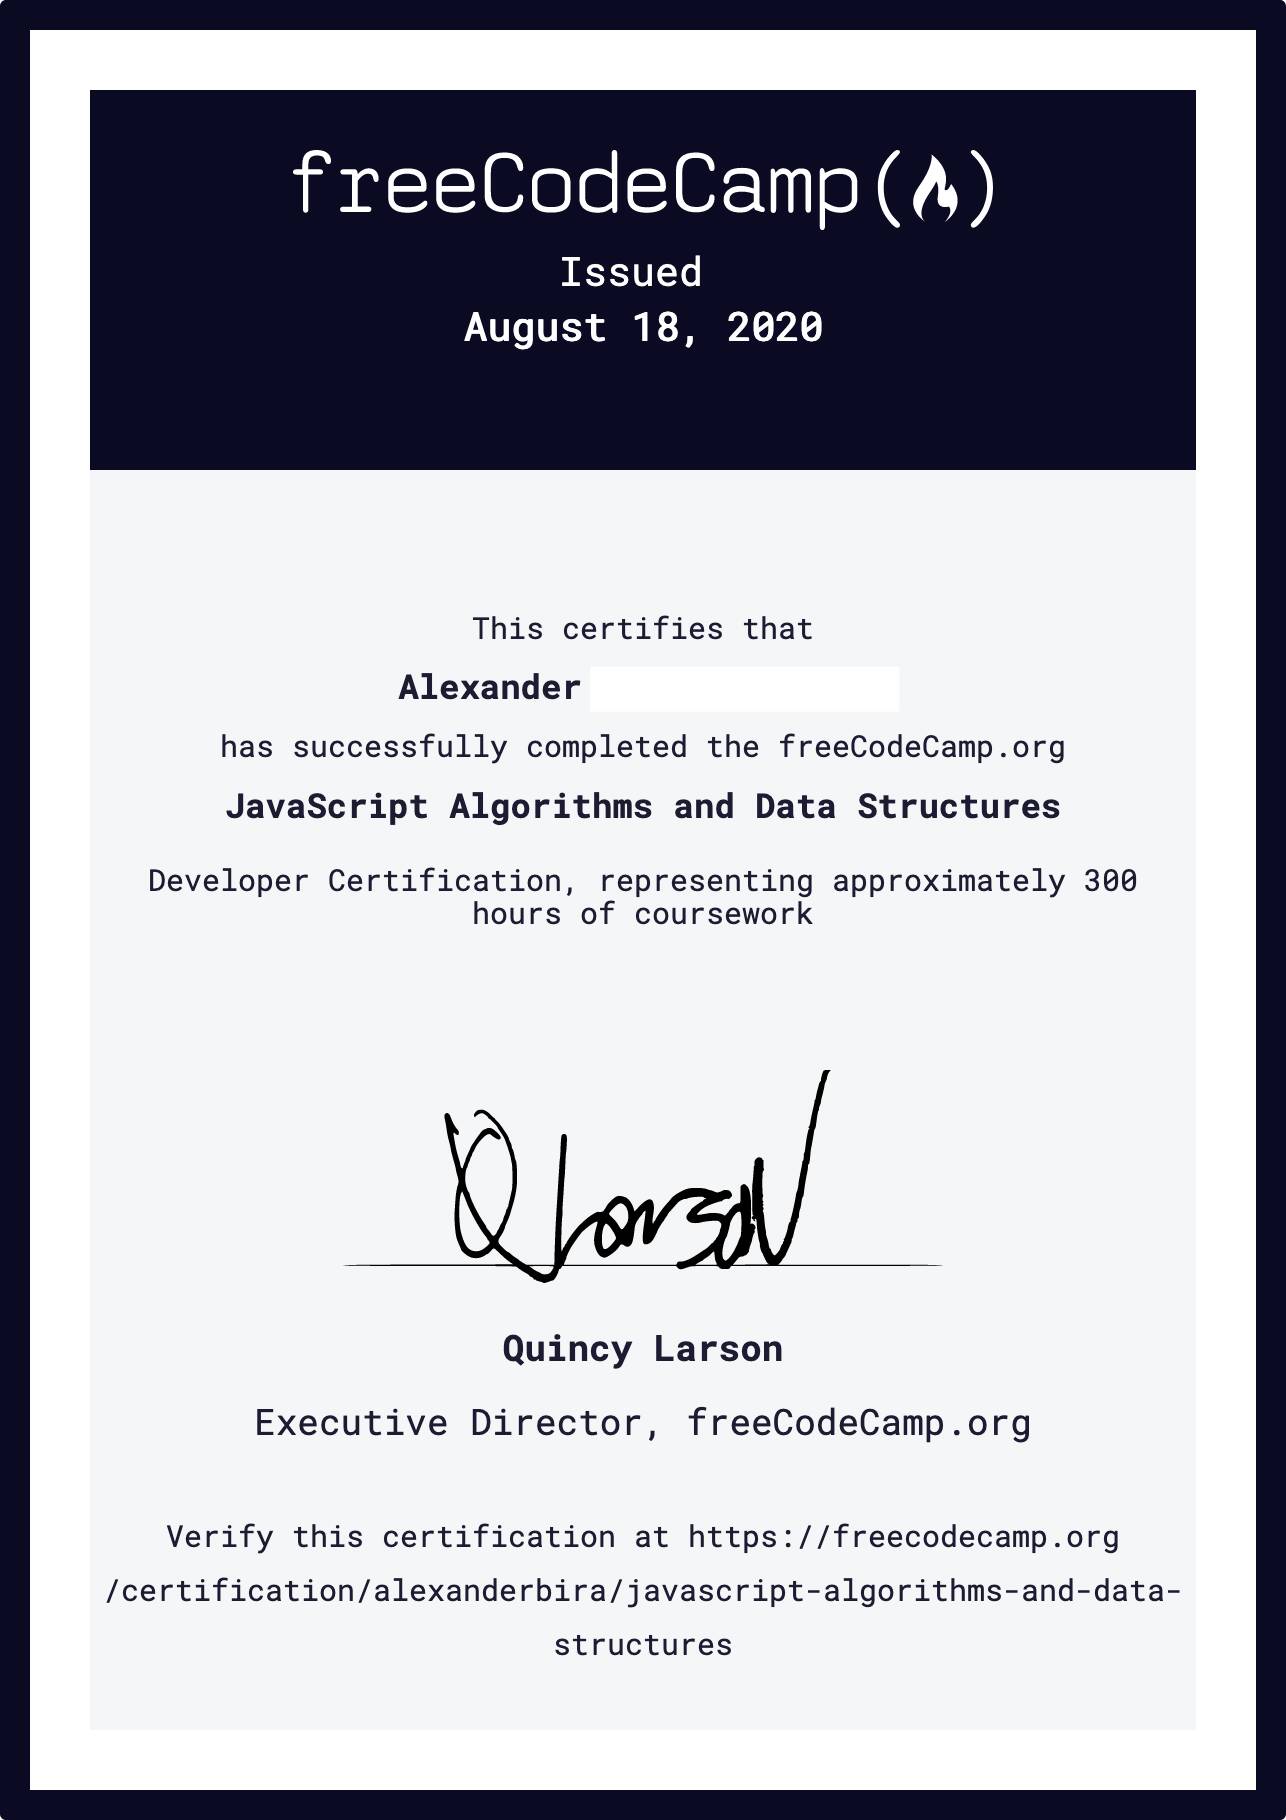 freeCodeCamp
Issued
August 18, 2020
This certifies that
Alexander
has successfully completed the freeCodeCamp.org
JavaScript Algorithms and Data Structures
Developer Certification, representing approximately 300
hours of coursework
Q Larson
Quincy Larson
Executive Director, freeCodeCamp.org
Verify this certification at https://freecodecamp.org
/certification/alexanderbira/javascript-algorithms-and-data-
structures